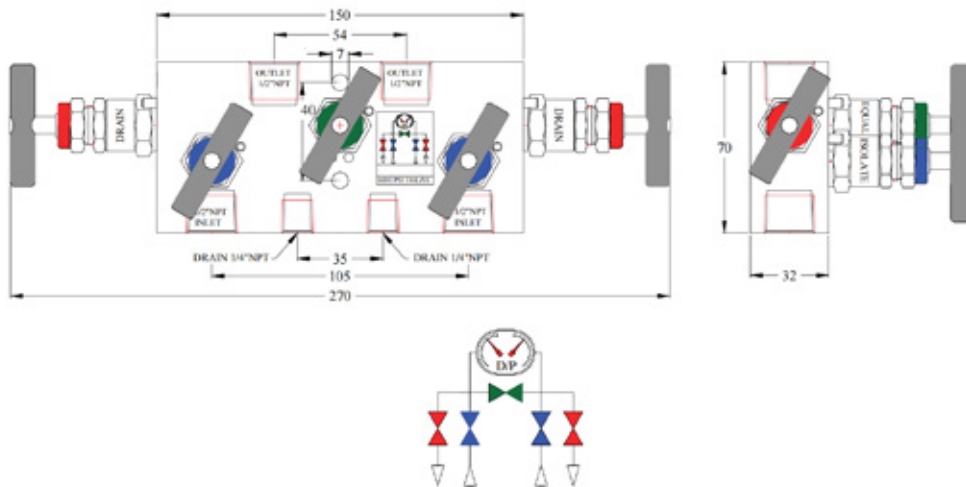 150
54
7
OUTLET
1/2"NPT
OUTLET
1/2"NPT
40
DRAIN
DRAIN
1/2"NPT
INLET
1/2"NPT
INLET
DRAIN 1/4"NPT
DRAIN 1/4"NPT
35
105
270
EQUAL
ISOLATE
70
32
D/P